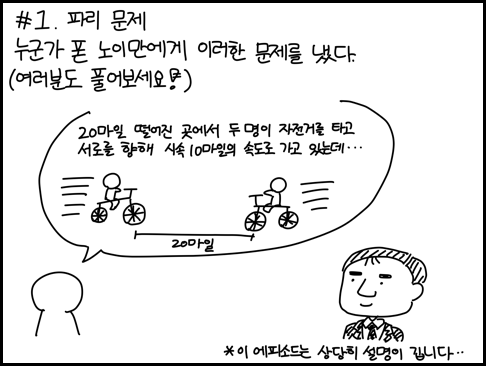 #1. 파리 문제
누군가 폰 노이만에게 이러한 문제를 냈다.
(여러분도 풀어보세요!)
20마일 떨어진 곳에서 두 명이 자전거를 타고
서로를 향해 시속 10마일의 속도로 가고 있는데…
20마일
*이 에피소드는 상당히 설명이 깁니다..